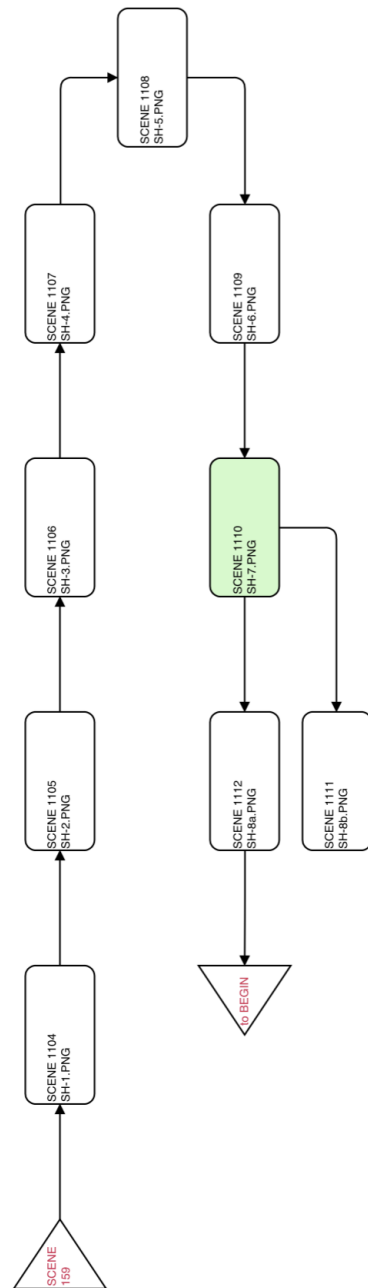 SCENE
159
SCENE 1104
SH-1.PNG
SCENE 1105
SH-2.PNG
SCENE 1106
SH-3.PNG
SCENE 1107
SH-4.PNG
SCENE 1108
SH-5.PNG
SCENE 1109
SH-6.PNG
SCENE 1110
SH-7.PNG
SCENE 1112
SH-8a.PNG
SCENE 1111
SH-8b.PNG
to BEGIN